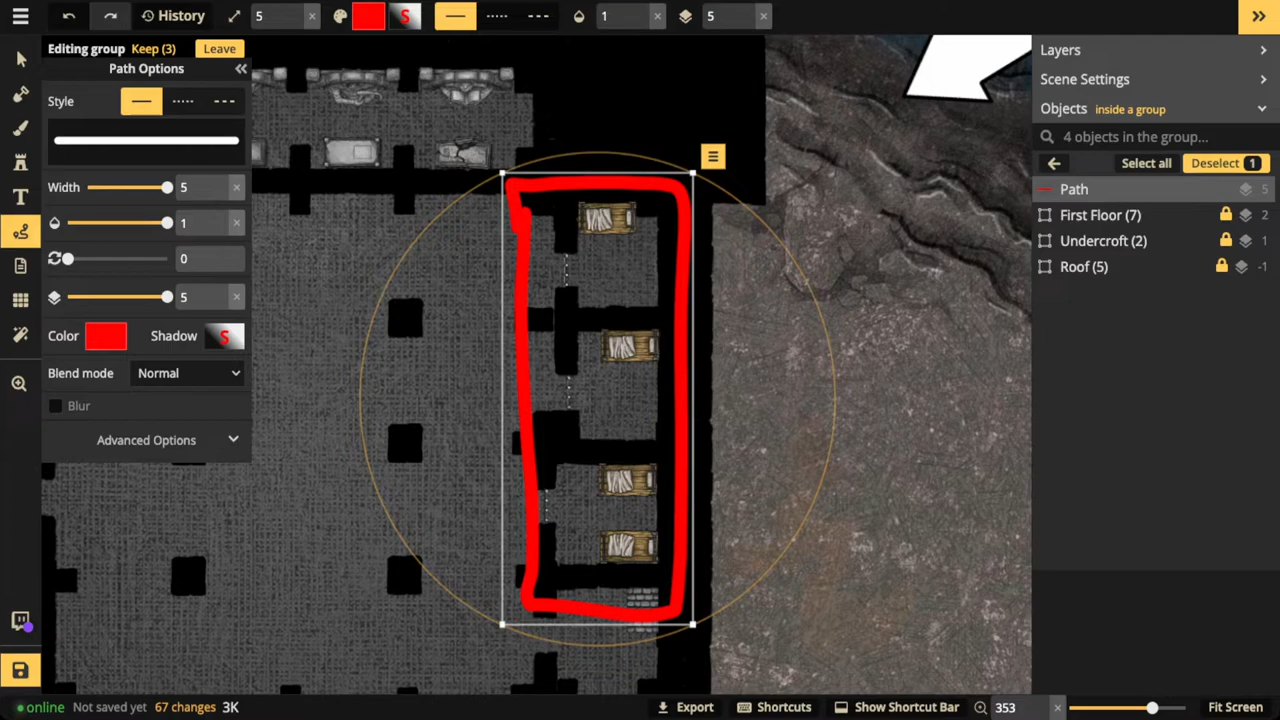 History 5 S 1 5
Editing group Keep (3) Leave
Path Options
Style
Width 5
1
0
5
Color Shadow S
Blend mode Normal
Blur
Advanced Options
Layers
Scene Settings
Objects inside a group
4 objects in the group...
Select all Deselect 1
Path 5
First Floor (7) 2
Undercroft (2) 1
Roof (5) -1
online Not saved yet 67 changes 3K Export Shortcuts Show Shortcut Bar 353 Fit Screen